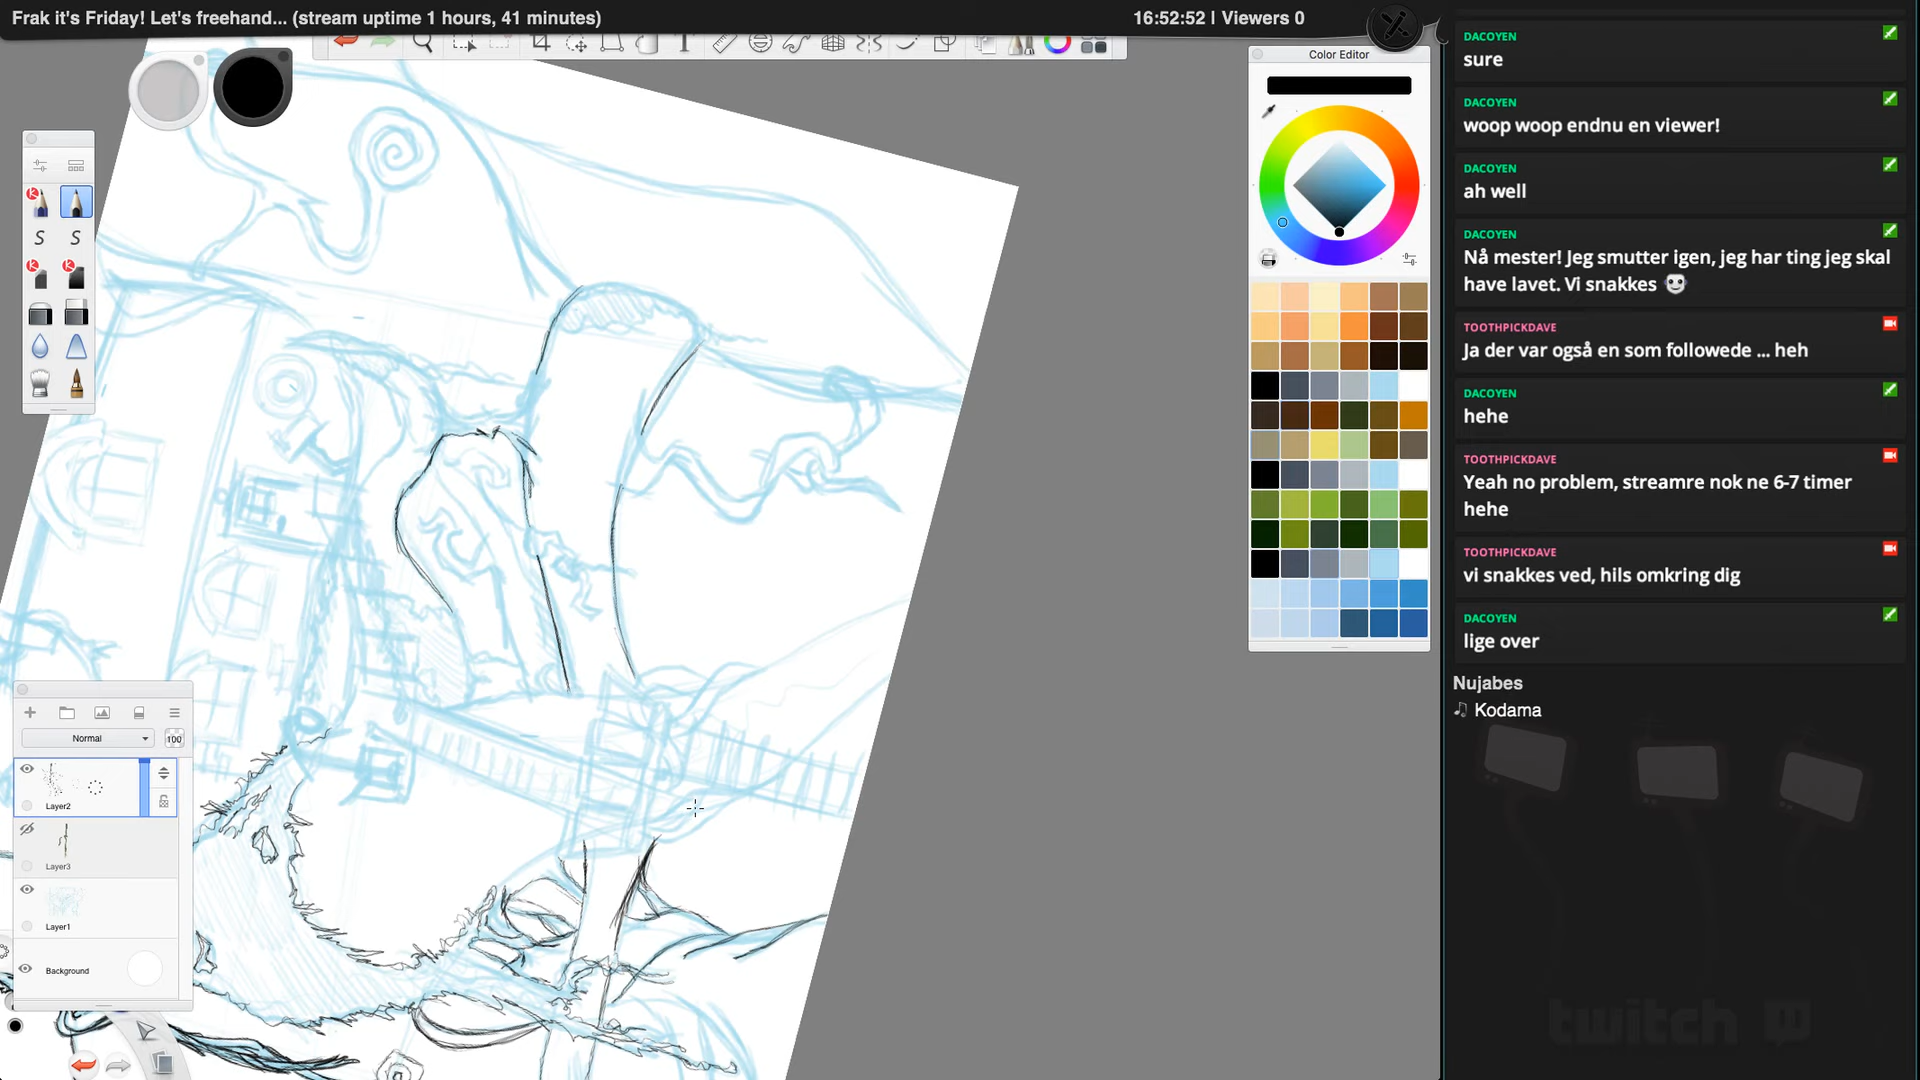 Frak it's Friday! Let's freehand... (stream uptime 1 hours, 41 minutes)
16:52:52 | Viewers 0
Color Editor
Normal
100
Layer2
Layer3
Layer1
Background
DACOYEN
sure
DACOYEN
woop woop endnu en viewer!
DACOYEN
ah well
DACOYEN
Nå mester! Jeg smutter igen, jeg har ting jeg skal
have lavet. Vi snakkes
TOOTHPICKDAVE
Ja der var også en som followede ... heh
DACOYEN
hehe
TOOTHPICKDAVE
Yeah no problem, streamre nok ne 6-7 timer
hehe
TOOTHPICKDAVE
vi snakkes ved, hils omkring dig
DACOYEN
lige over
Nujabes
Kodama
twitch